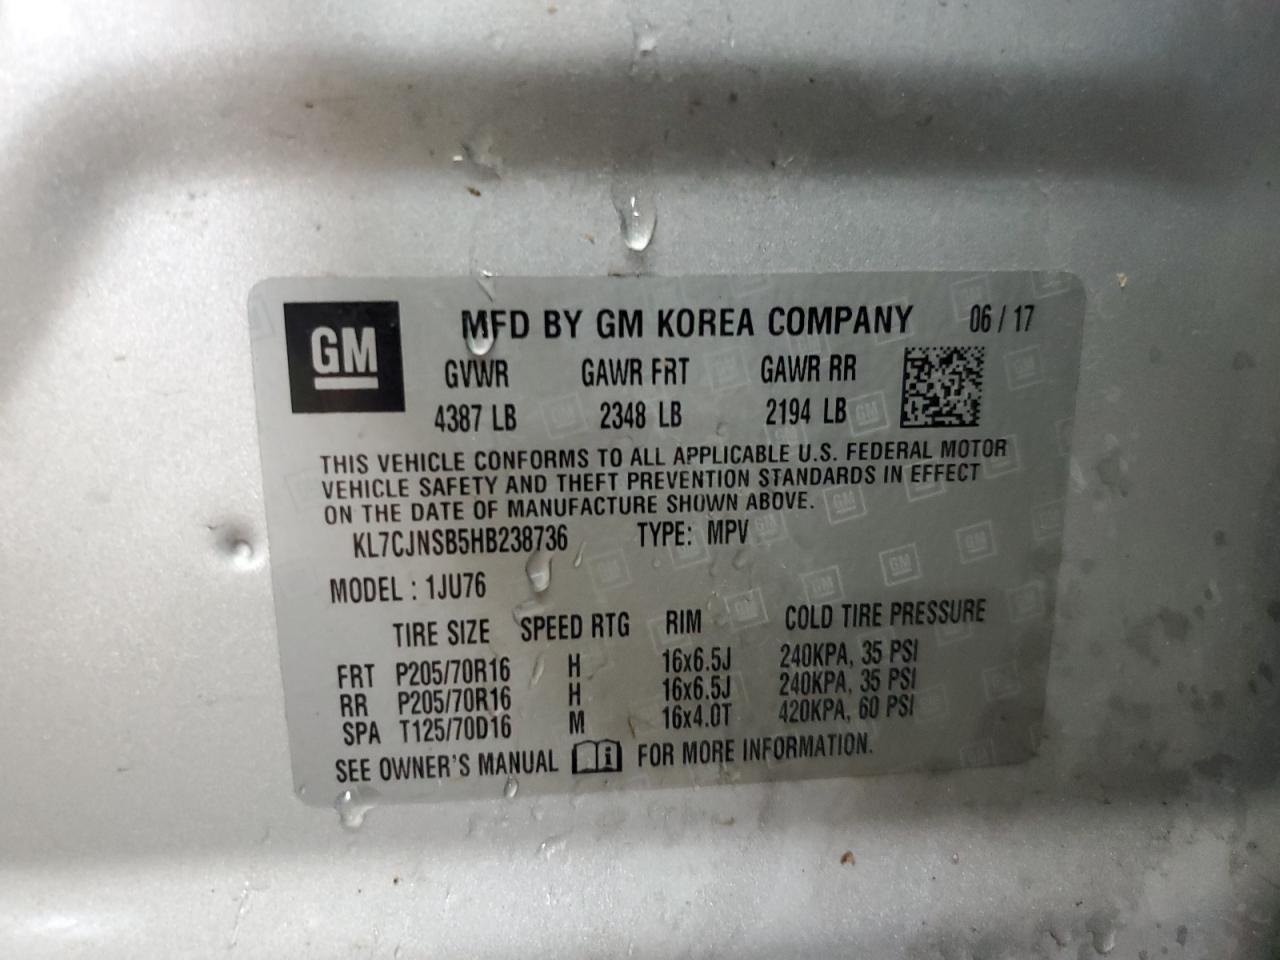 GM MFD BY GM KOREA COMPANY 06 / 17
GVWR GAWR FRT GAWR RR
4387 LB 2348 LB 2194 LB
THIS VEHICLE CONFORMS TO ALL APPLICABLE U.S. FEDERAL MOTOR
VEHICLE SAFETY AND THEFT PREVENTION STANDARDS IN EFFECT
ON THE DATE OF MANUFACTURE SHOWN ABOVE.
KL7CJNSB5HB238736 TYPE: MPV
MODEL : 1JU76
TIRE SIZE SPEED RTG RIM COLD TIRE PRESSURE
FRT P205/70R16 H 16x6.5J 240KPA, 35 PSI
RR P205/70R16 H 16x6.5J 240KPA, 35 PSI
SPA T125/70D16 M 16x4.0T 420KPA, 60 PSI
SEE OWNER'S MANUAL i FOR MORE INFORMATION.